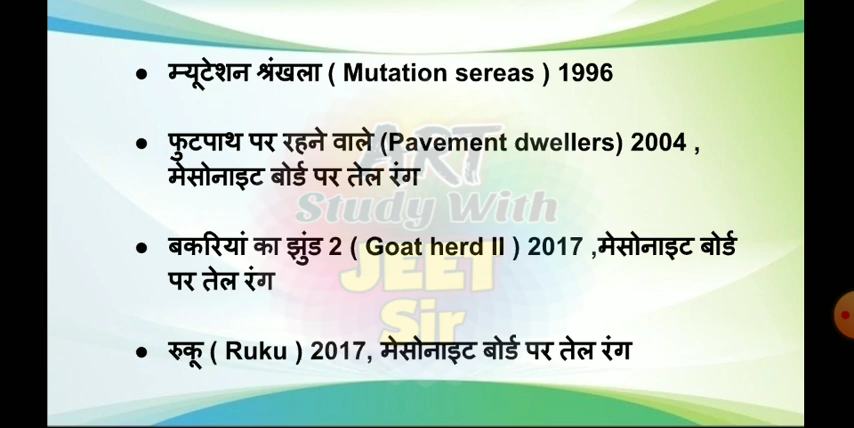 म्यूटेशन श्रंखला ( Mutation sereas ) 1996
फुटपाथ पर रहने वाले (Pavement dwellers) 2004 ,
मेसोनाइट बोर्ड पर तेल रंग
बकरियां का झुंड 2 ( Goat herd II ) 2017 ,मेसोनाइट बोर्ड
पर तेल रंग
रुकू ( Ruku ) 2017, मेसोनाइट बोर्ड पर तेल रंग
ART
Study With
JEET
Sir